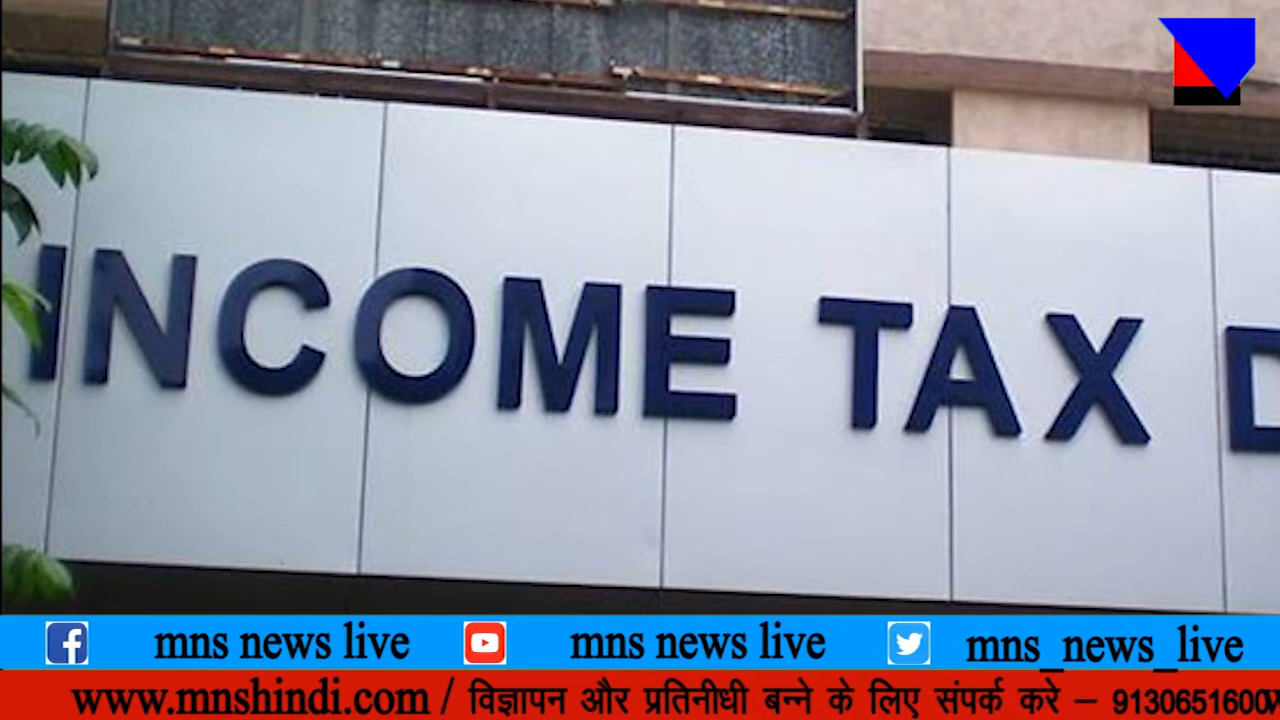 INCOME TAX D
mns news live mns news live mns_news_live
www.mnshindi.com / विज्ञापन और प्रतिनीधी बन्ने के लिए संपर्क करे – 9130651600